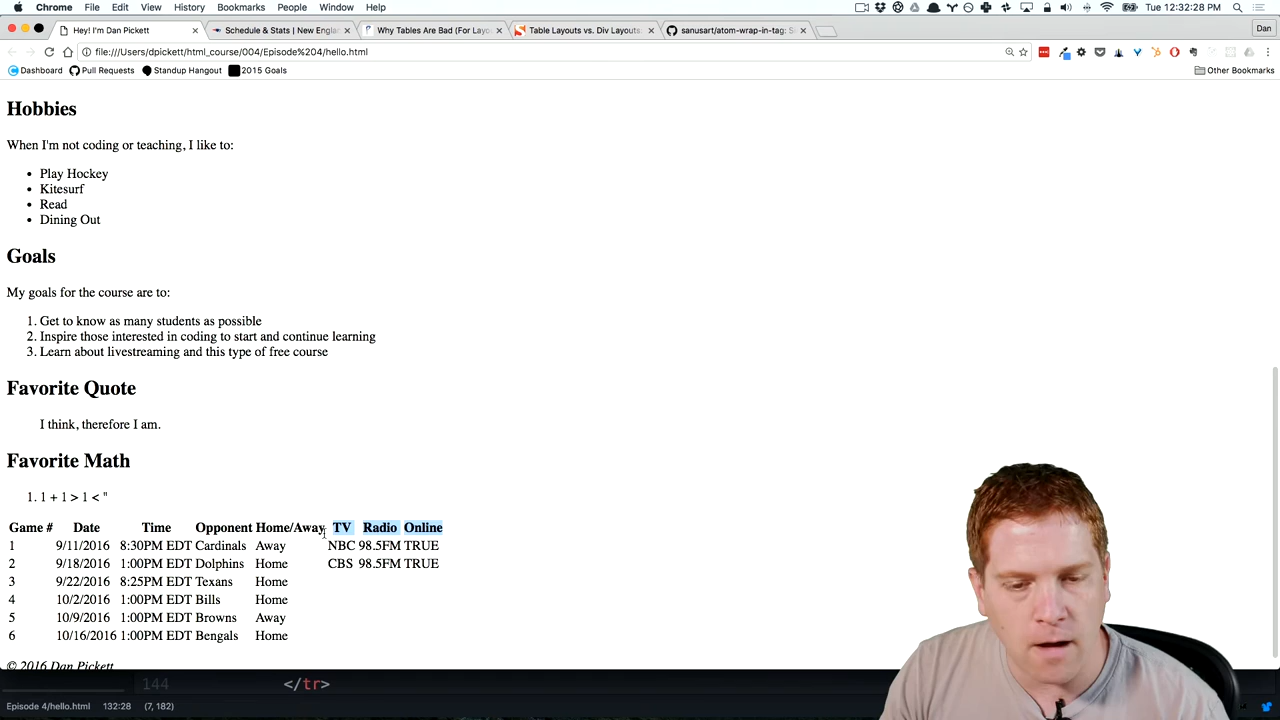 Chrome File Edit View History Bookmarks People Window Help Tue 12:32:28 PM
Hey! I'm Dan Pickett Schedule & Stats | New Engla Why Tables Are Bad (For Layo Table Layouts vs. Div Layouts. sanusart/atom-wrap-in-tag: S Dan
file:///Users/dpickett/html_course/004/Episode%204/hello.html
Dashboard Pull Requests Standup Hangout 2015 Goals Other Bookmarks
Hobbies
When I'm not coding or teaching, I like to:
• Play Hockey
• Kitesurf
• Read
• Dining Out
Goals
My goals for the course are to:
1. Get to know as many students as possible
2. Inspire those interested in coding to start and continue learning
3. Learn about livestreaming and this type of free course
Favorite Quote
I think, therefore I am.
Favorite Math
1. 1 + 1 > 1 < "
Game # Date Time Opponent Home/Away TV Radio Online
1 9/11/2016 8:30PM EDT Cardinals Away NBC 98.5FM TRUE
2 9/18/2016 1:00PM EDT Dolphins Home CBS 98.5FM TRUE
3 9/22/2016 8:25PM EDT Texans Home
4 10/2/2016 1:00PM EDT Bills Home
5 10/9/2016 1:00PM EDT Browns Away
6 10/16/2016 1:00PM EDT Bengals Home
© 2016 Dan Pickett
144 </tr>
Episode 4/hello.html 132:28 (7, 182)